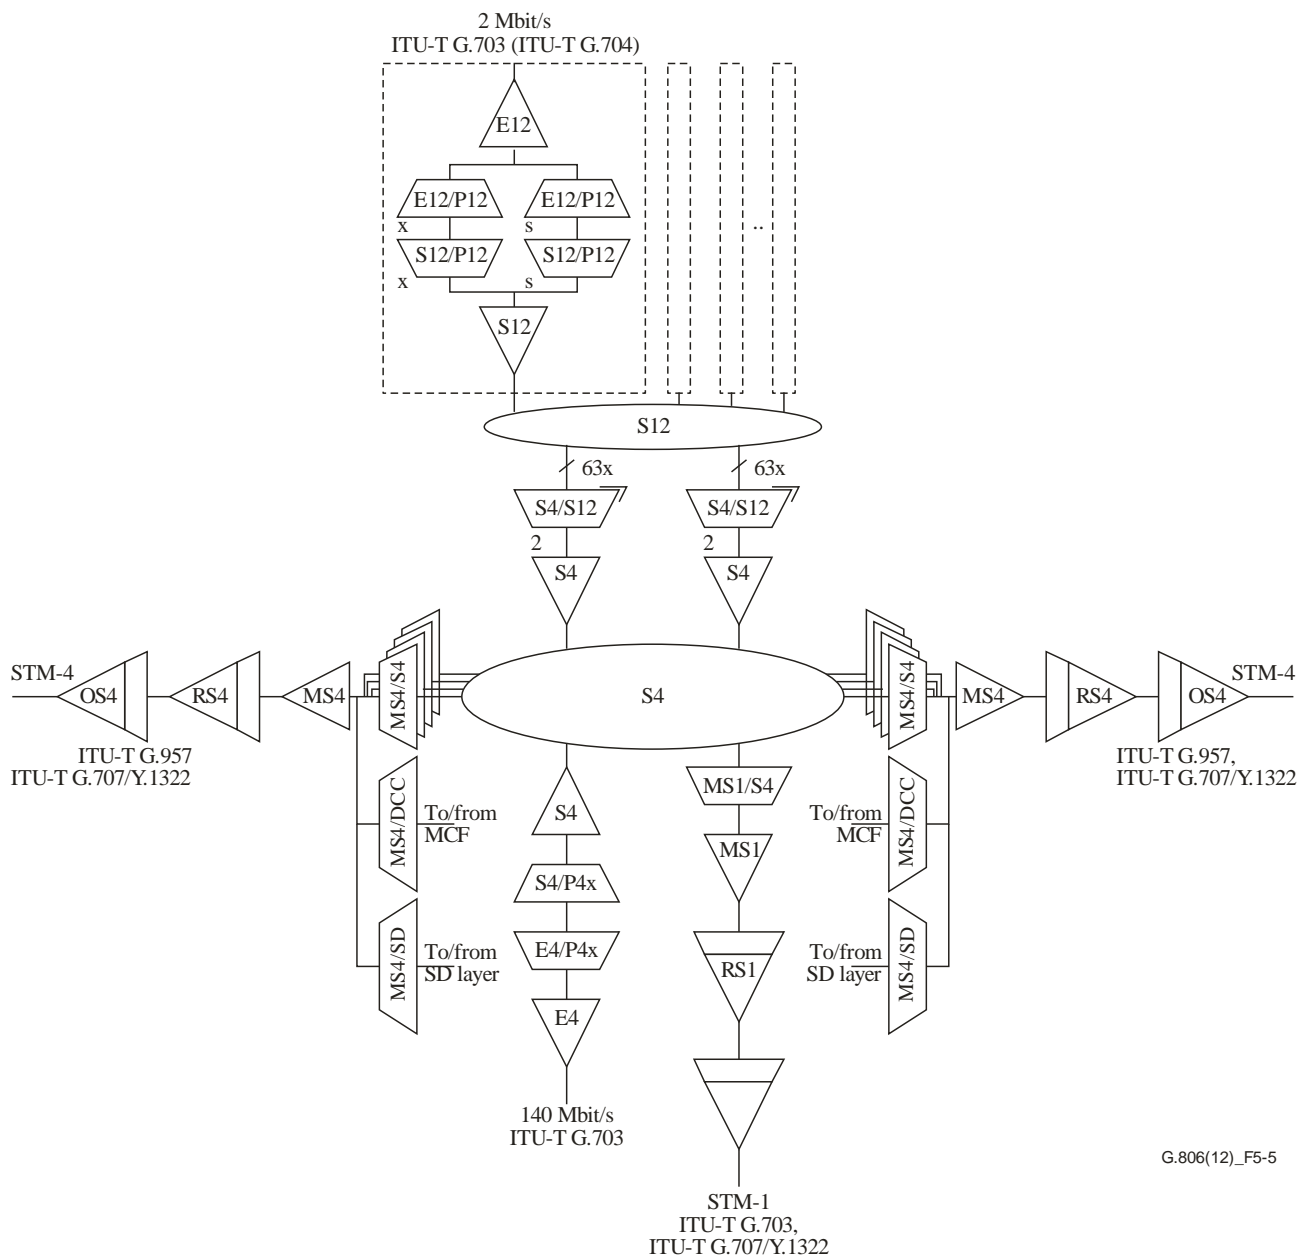 2 Mbit/s
ITU-T G.703 (ITU-T G.704)
E12
E12/P12
E12/P12
x
s
..
S12/P12
S12/P12
x
s
S12
S12
63x
63x
S4/S12
S4/S12
2
2
S4
S4
STM-4
OS4
RS4
MS4
MS4/S4
S4
MS4/S4
MS4
RS4
OS4
STM-4
ITU-T G.957
ITU-T G.707/Y.1322
ITU-T G.957,
ITU-T G.707/Y.1322
MS4/DCC
To/from
MCF
S4
MS1/S4
MS1
To/from
MCF
MS4/DCC
S4/P4x
MS4/SD
To/from
SD layer
E4/P4x
RS1
To/from
SD layer
MS4/SD
E4
140 Mbit/s
ITU-T G.703
G.806(12)_F5-5
STM-1
ITU-T G.703,
ITU-T G.707/Y.1322